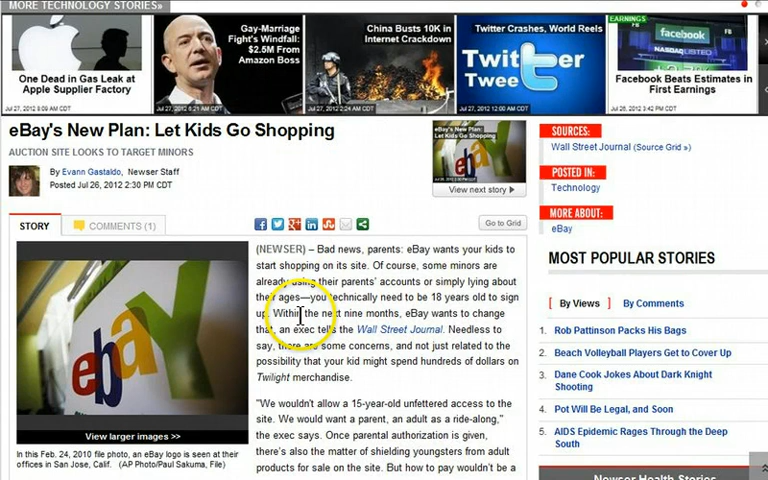 MORE TECHNOLOGY STORIES»
One Dead in Gas Leak at
Apple Supplier Factory
Jul 27, 2012 8:09 AM CDT
Gay-Marriage
Fight's Windfall:
$2.5M From
Amazon Boss
Jul 27, 2012 6:21 AM CDT
China Busts 10K in
Internet Crackdown
Jul 27, 2012 2:24 AM CDT
Twitter Crashes, World Reels
Twitter
Twee
Jul 27, 2012 12:00 AM CDT
EARNINGS
facebook
NASDAQ LISTED
Facebook Beats Estimates in
First Earnings
Jul 26, 2012 3:42 PM CDT
eBay's New Plan: Let Kids Go Shopping
AUCTION SITE LOOKS TO TARGET MINORS
By Evann Gastaldo, Newser Staff
Posted Jul 26, 2012 2:30 PM CDT
eBay's New Plan:
Let Kids Go Shopping
View next story
STORY
COMMENTS (1)
Go to Grid
ebay
View larger images >>
In this Feb. 24, 2010 file photo, an eBay logo is seen at their
offices in San Jose, Calif. (AP Photo/Paul Sakuma, File)
(NEWSER) – Bad news, parents: eBay wants your kids to
start shopping on its site. Of course, some minors are
already using their parents' accounts or simply lying about
their ages—you technically need to be 18 years old to sign
up. Within the next nine months, eBay wants to change
that, an exec tells the Wall Street Journal. Needless to
say, there are some concerns, and not just related to the
possibility that your kid might spend hundreds of dollars on
Twilight merchandise.
"We wouldn't allow a 15-year-old unfettered access to the
site. We would want a parent, an adult as a ride-along,"
the exec says. Once parental authorization is given,
there's also the matter of shielding youngsters from adult
products for sale on the site. But how to pay wouldn't be a
SOURCES:
Wall Street Journal (Source Grid »)
POSTED IN:
Technology
MORE ABOUT:
eBay
MOST POPULAR STORIES
[ By Views ] By Comments
1. Rob Pattinson Packs His Bags
2. Beach Volleyball Players Get to Cover Up
3. Dane Cook Jokes About Dark Knight
Shooting
4. Pot Will Be Legal, and Soon
5. AIDS Epidemic Rages Through the Deep
South
Newser Health Stories